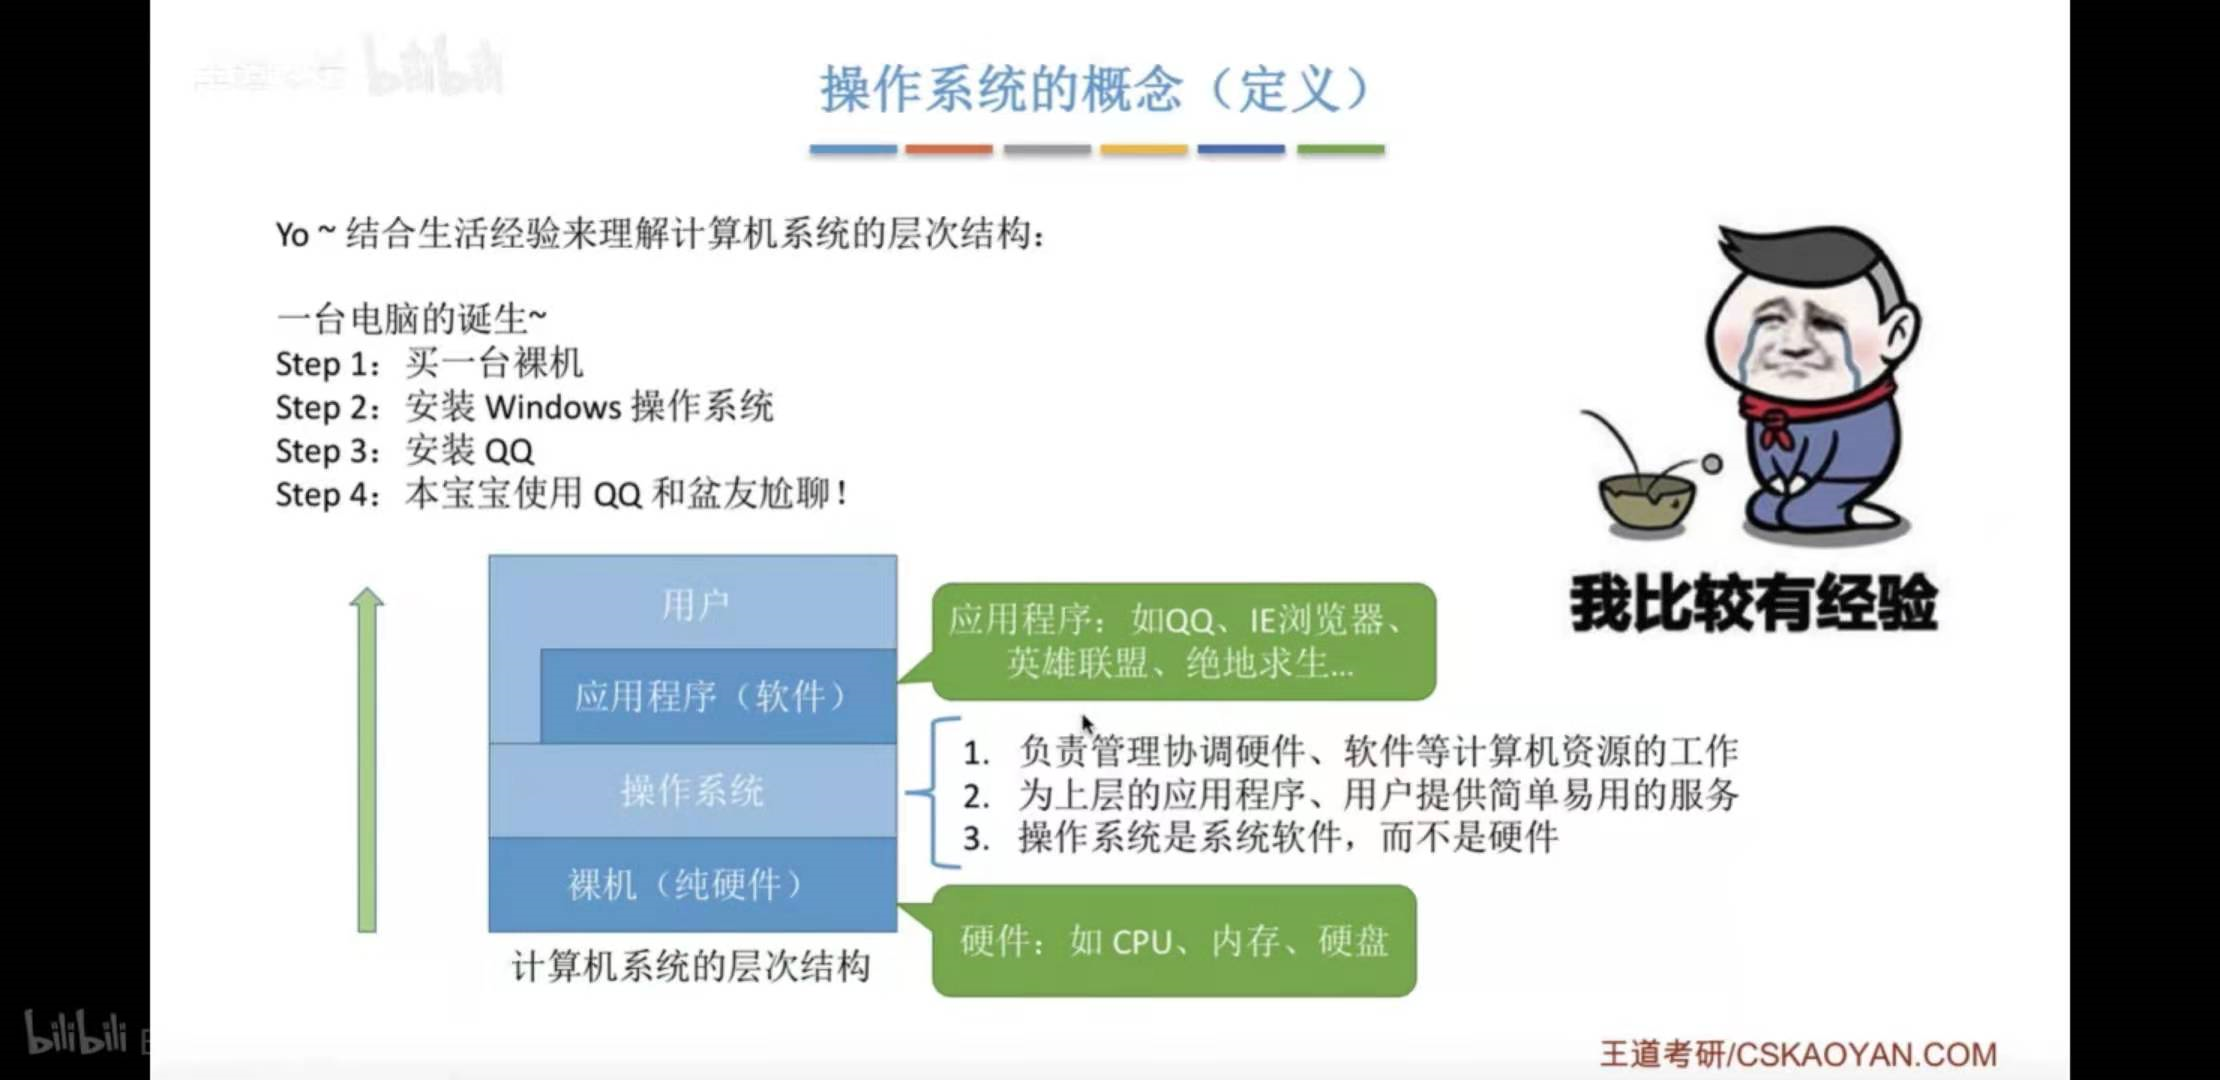 bilibili
操作系统的概念（定义）
Yo ~ 结合生活经验来理解计算机系统的层次结构：
一台电脑的诞生~
Step 1：买一台裸机
Step 2：安装 Windows 操作系统
Step 3：安装 QQ
Step 4：本宝宝使用 QQ 和盆友尬聊！
我比较有经验
用户
应用程序（软件）
操作系统
裸机（纯硬件）
计算机系统的层次结构
应用程序：如QQ、IE浏览器、
英雄联盟、绝地求生...
1. 负责管理协调硬件、软件等计算机资源的工作
2. 为上层的应用程序、用户提供简单易用的服务
3. 操作系统是系统软件，而不是硬件
硬件：如 CPU、内存、硬盘
bilibili
王道考研/CSKAOYAN.COM